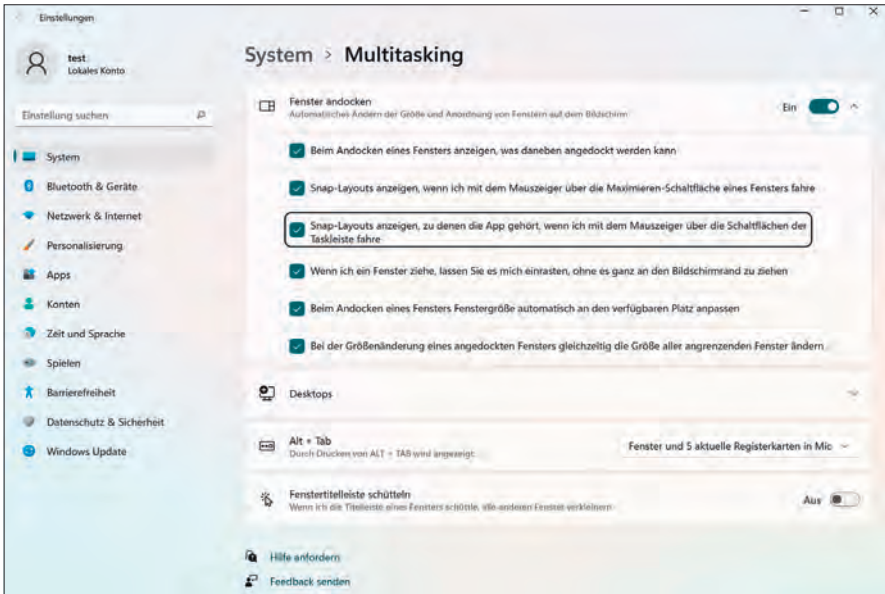 Einstellungen
test
Lokales Konto
Einstellung suchen
System
Bluetooth & Geräte
Netzwerk & Internet
Personalisierung
Apps
Konten
Zeit und Sprache
Spielen
Barrierefreiheit
Datenschutz & Sicherheit
Windows Update
System > Multitasking
Fenster andocken
Automatisches Ändern der Größe und Anordnung von Fenstern auf dem Bildschirm
Ein
Beim Andocken eines Fensters anzeigen, was daneben angedockt werden kann
Snap-Layouts anzeigen, wenn ich mit dem Mauszeiger über die Maximieren-Schaltfläche eines Fensters fahre
Snap-Layouts anzeigen, zu denen die App gehört, wenn ich mit dem Mauszeiger über die Schaltflächen der
Taskleiste fahre
Wenn ich ein Fenster ziehe, lassen Sie es mich einrasten, ohne es ganz an den Bildschirmrand zu ziehen
Beim Andocken eines Fensters Fenstergröße automatisch an den verfügbaren Platz anpassen
Bei der Größenänderung eines angedockten Fensters gleichzeitig die Größe aller angrenzenden Fenster ändern
Desktops
Alt + Tab
Durch Drücken von ALT + TAB wird angezeigt
Fenster und 5 aktuelle Registerkarten in Mic
Fenstertitelleiste schütteln
Wenn ich die Titelleiste eines Fensters schüttle, alle anderen Fenster verkleinern
Aus
Hilfe anfordern
Feedback senden